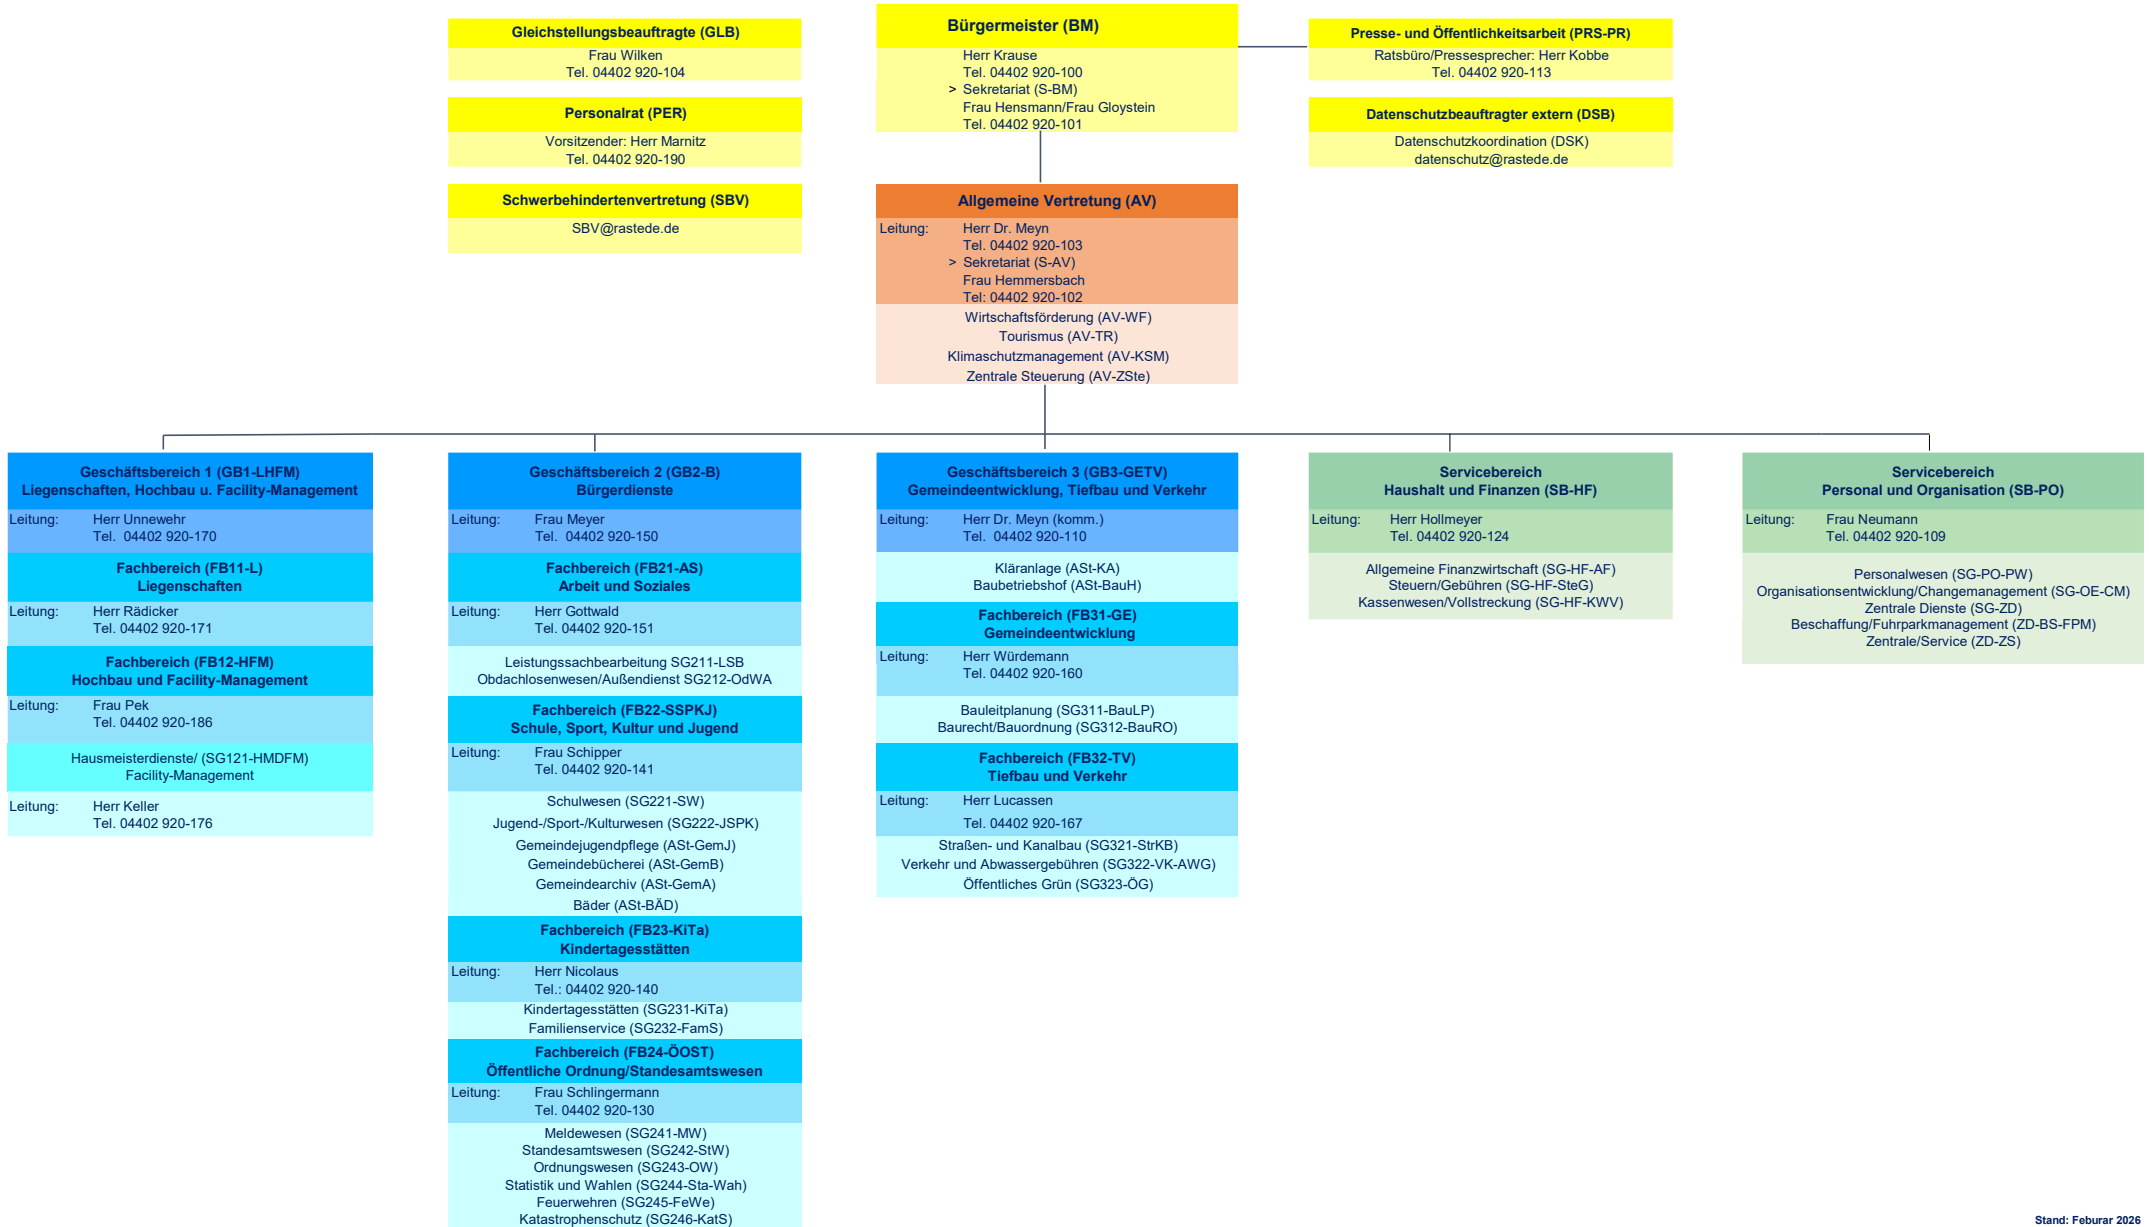 Gleichstellungsbeauftragte (GLB)
Frau Wilken
Tel. 04402 920-104
Personalrat (PER)
Vorsitzender: Herr Marnitz
Tel. 04402 920-190
Schwerbehindertenvertretung (SBV)
SBV@rastede.de
Bürgermeister (BM)
Herr Krause
Tel. 04402 920-100
> Sekretariat (S-BM)
Frau Hensmann/Frau Gloystein
Tel. 04402 920-101
Presse- und Öffentlichkeitsarbeit (PRS-PR)
Ratsbüro/Pressesprecher: Herr Kobbe
Tel. 04402 920-113
Datenschutzbeauftragter extern (DSB)
Datenschutzkoordination (DSK)
datenschutz@rastede.de
Allgemeine Vertretung (AV)
Leitung: Herr Dr. Meyn
Tel. 04402 920-103
> Sekretariat (S-AV)
Frau Hemmersbach
Tel: 04402 920-102
Wirtschaftsförderung (AV-WF)
Tourismus (AV-TR)
Klimaschutzmanagement (AV-KSM)
Zentrale Steuerung (AV-ZSte)
Geschäftsbereich 1 (GB1-LHFM)
Liegenschaften, Hochbau u. Facility-Management
Leitung: Herr Unnewehr
Tel. 04402 920-170
Fachbereich (FB11-L)
Liegenschaften
Leitung: Herr Rädicker
Tel. 04402 920-171
Fachbereich (FB12-HFM)
Hochbau und Facility-Management
Leitung: Frau Pek
Tel. 04402 920-186
Hausmeisterdienste/ (SG121-HMDFM)
Facility-Management
Leitung: Herr Keller
Tel. 04402 920-176
Geschäftsbereich 2 (GB2-B)
Bürgerdienste
Leitung: Frau Meyer
Tel. 04402 920-150
Fachbereich (FB21-AS)
Arbeit und Soziales
Leitung: Herr Gottwald
Tel. 04402 920-151
Leistungssachbearbeitung SG211-LSB
Obdachlosenwesen/Außendienst SG212-OdWA
Fachbereich (FB22-SSPKJ)
Schule, Sport, Kultur und Jugend
Leitung: Frau Schipper
Tel. 04402 920-141
Schulwesen (SG221-SW)
Jugend-/Sport-/Kulturwesen (SG222-JSPK)
Gemeindejugendpflege (ASt-GemJ)
Gemeindebücherei (ASt-GemB)
Gemeindearchiv (ASt-GemA)
Bäder (ASt-BÄD)
Fachbereich (FB23-KiTa)
Kindertagesstätten
Leitung: Herr Nicolaus
Tel.: 04402 920-140
Kindertagesstätten (SG231-KiTa)
Familienservice (SG232-FamS)
Fachbereich (FB24-ÖOST)
Öffentliche Ordnung/Standesamtswesen
Leitung: Frau Schlingermann
Tel. 04402 920-130
Meldewesen (SG241-MW)
Standesamtswesen (SG242-StW)
Ordnungswesen (SG243-OW)
Statistik und Wahlen (SG244-Sta-Wah)
Feuerwehren (SG245-FeWe)
Katastrophenschutz (SG246-KatS)
Geschäftsbereich 3 (GB3-GETV)
Gemeindeentwicklung, Tiefbau und Verkehr
Leitung: Herr Dr. Meyn (komm.)
Tel. 04402 920-110
Kläranlage (ASt-KA)
Baubetriebshof (ASt-BauH)
Fachbereich (FB31-GE)
Gemeindeentwicklung
Leitung: Herr Würdemann
Tel. 04402 920-160
Bauleitplanung (SG311-BauLP)
Baurecht/Bauordnung (SG312-BauRO)
Fachbereich (FB32-TV)
Tiefbau und Verkehr
Leitung: Herr Lucassen
Tel. 04402 920-167
Straßen- und Kanalbau (SG321-StrKB)
Verkehr und Abwassergebühren (SG322-VK-AWG)
Öffentliches Grün (SG323-ÖG)
Servicebereich
Haushalt und Finanzen (SB-HF)
Leitung: Herr Hollmeyer
Tel. 04402 920-124
Allgemeine Finanzwirtschaft (SG-HF-AF)
Steuern/Gebühren (SG-HF-SteG)
Kassenwesen/Vollstreckung (SG-HF-KWV)
Servicebereich
Personal und Organisation (SB-PO)
Leitung: Frau Neumann
Tel. 04402 920-109
Personalwesen (SG-PO-PW)
Organisationsentwicklung/Changemanagement (SG-OE-CM)
Zentrale Dienste (SG-ZD)
Beschaffung/Fuhrparkmanagement (ZD-BS-FPM)
Zentrale/Service (ZD-ZS)
Stand: Feburar 2026